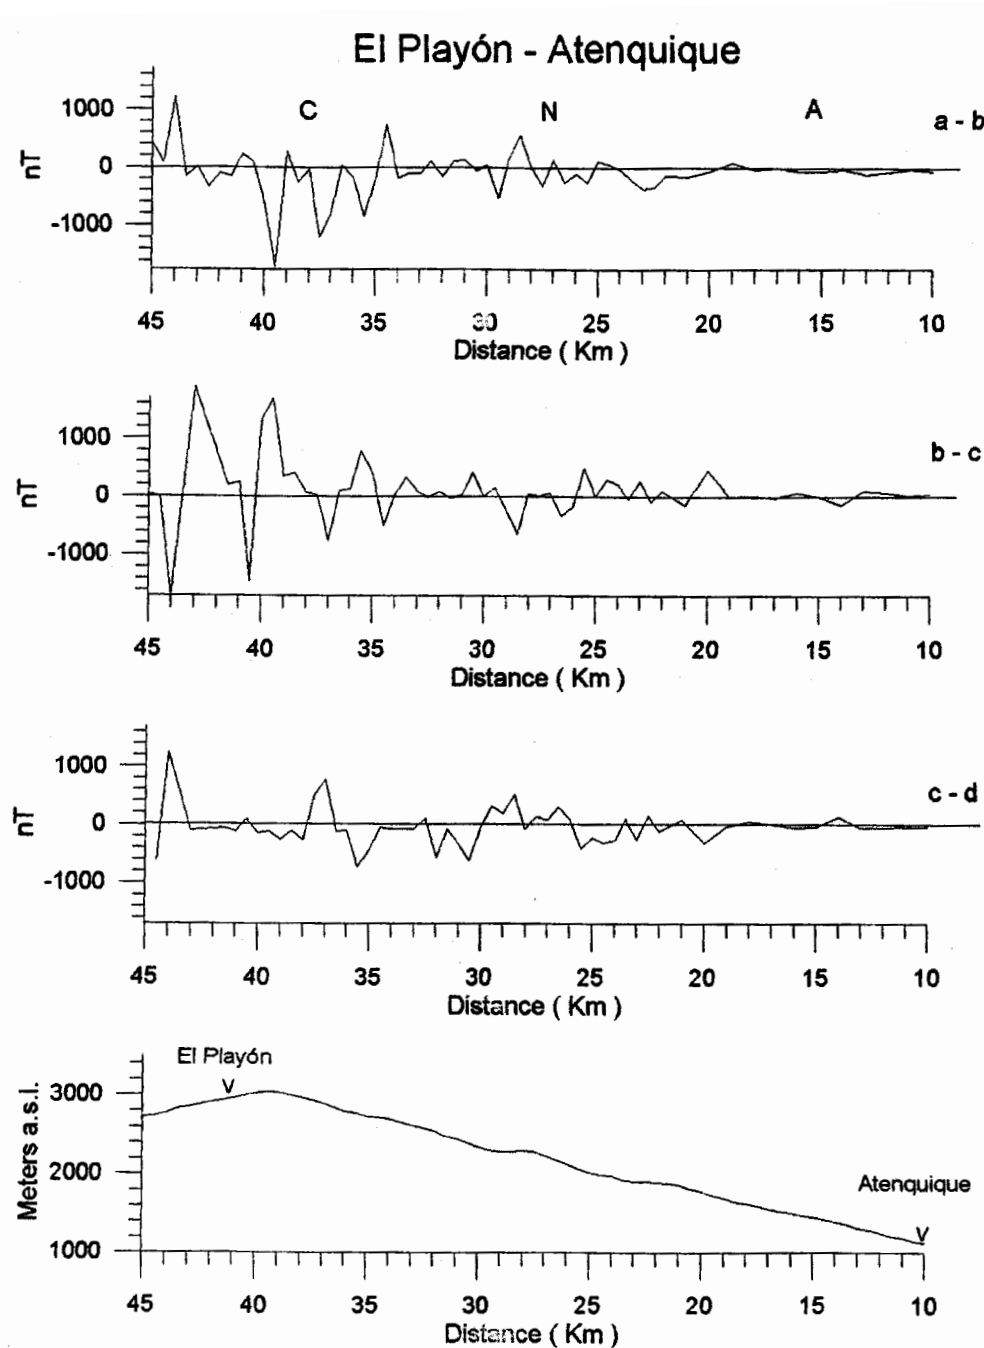 El Playón - Atenquique
C N A a - b
1000
0
-1000
nT
45 40 35 30 25 20 15 10
Distance ( Km )
b - c
1000
0
-1000
nT
45 40 35 30 25 20 15 10
Distance ( Km )
c - d
1000
0
-1000
nT
45 40 35 30 25 20 15 10
Distance ( Km )
El Playón
3000
2000
1000
Meters a.s.l.
Atenquique
45 40 35 30 25 20 15 10
Distance ( Km )